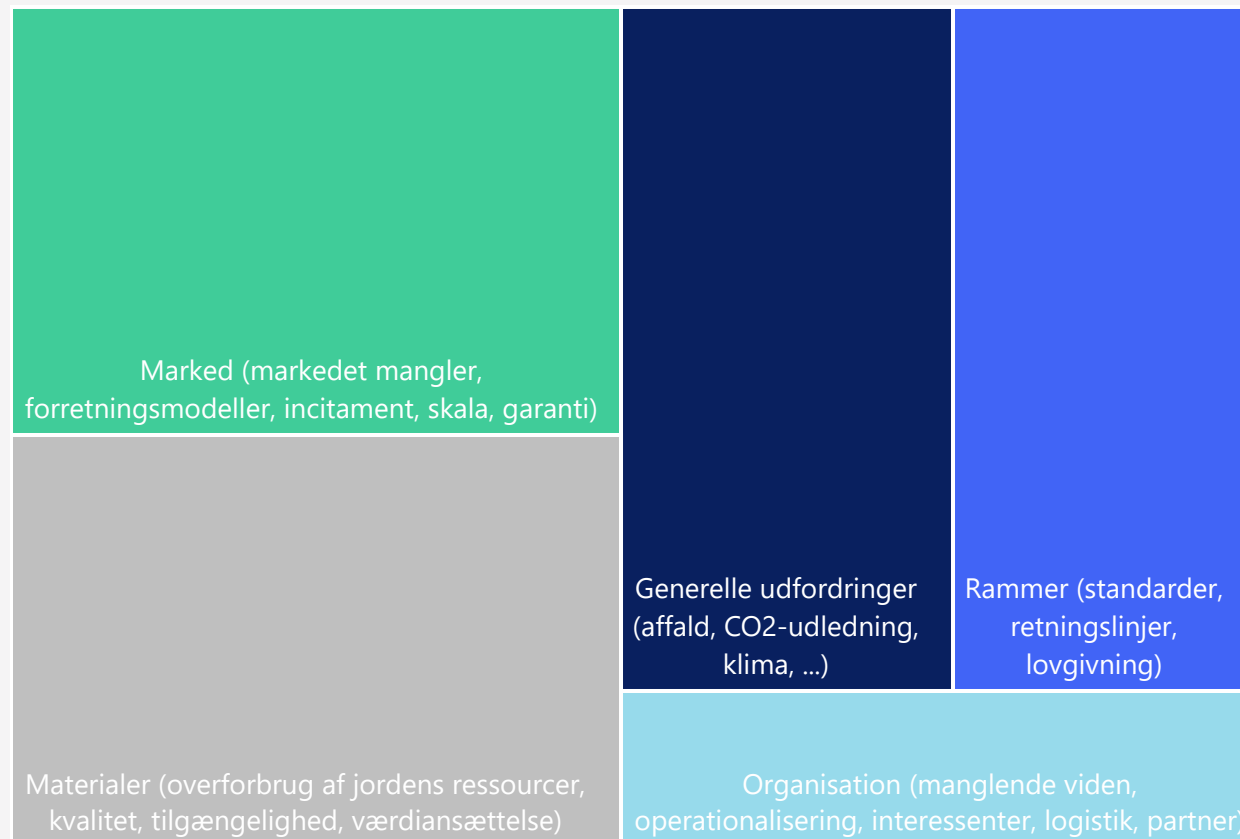 Marked (markedet mangler,
forretningsmodeller, incitament, skala, garanti)
Materialer (overforbrug af jordens ressourcer,
kvalitet, tilgængelighed, værdiansættelse)
Generelle udfordringer
(affald, CO2-udledning,
klima, ...)
Rammer (standarder,
retningslinjer,
lovgivning)
Organisation (manglende viden,
operationalisering, interessenter, logistik, partner)